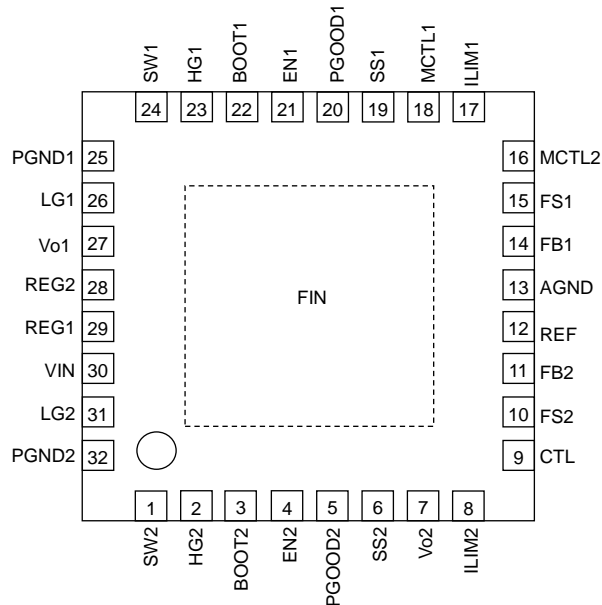 SW1 HG1 BOOT1 EN1 PGOOD1 SS1 MCTL1 ILIM1
24 23 22 21 20 19 18 17
PGND1 25 16 MCTL2
LG1 26 15 FS1
Vo1 27 14 FB1
REG2 28 13 AGND
FIN
REG1 29 12 REF
VIN 30 11 FB2
LG2 31 10 FS2
PGND2 32 9 CTL
1 2 3 4 5 6 7 8
SW2 HG2 BOOT2 EN2 PGOOD2 SS2 Vo2 ILIM2